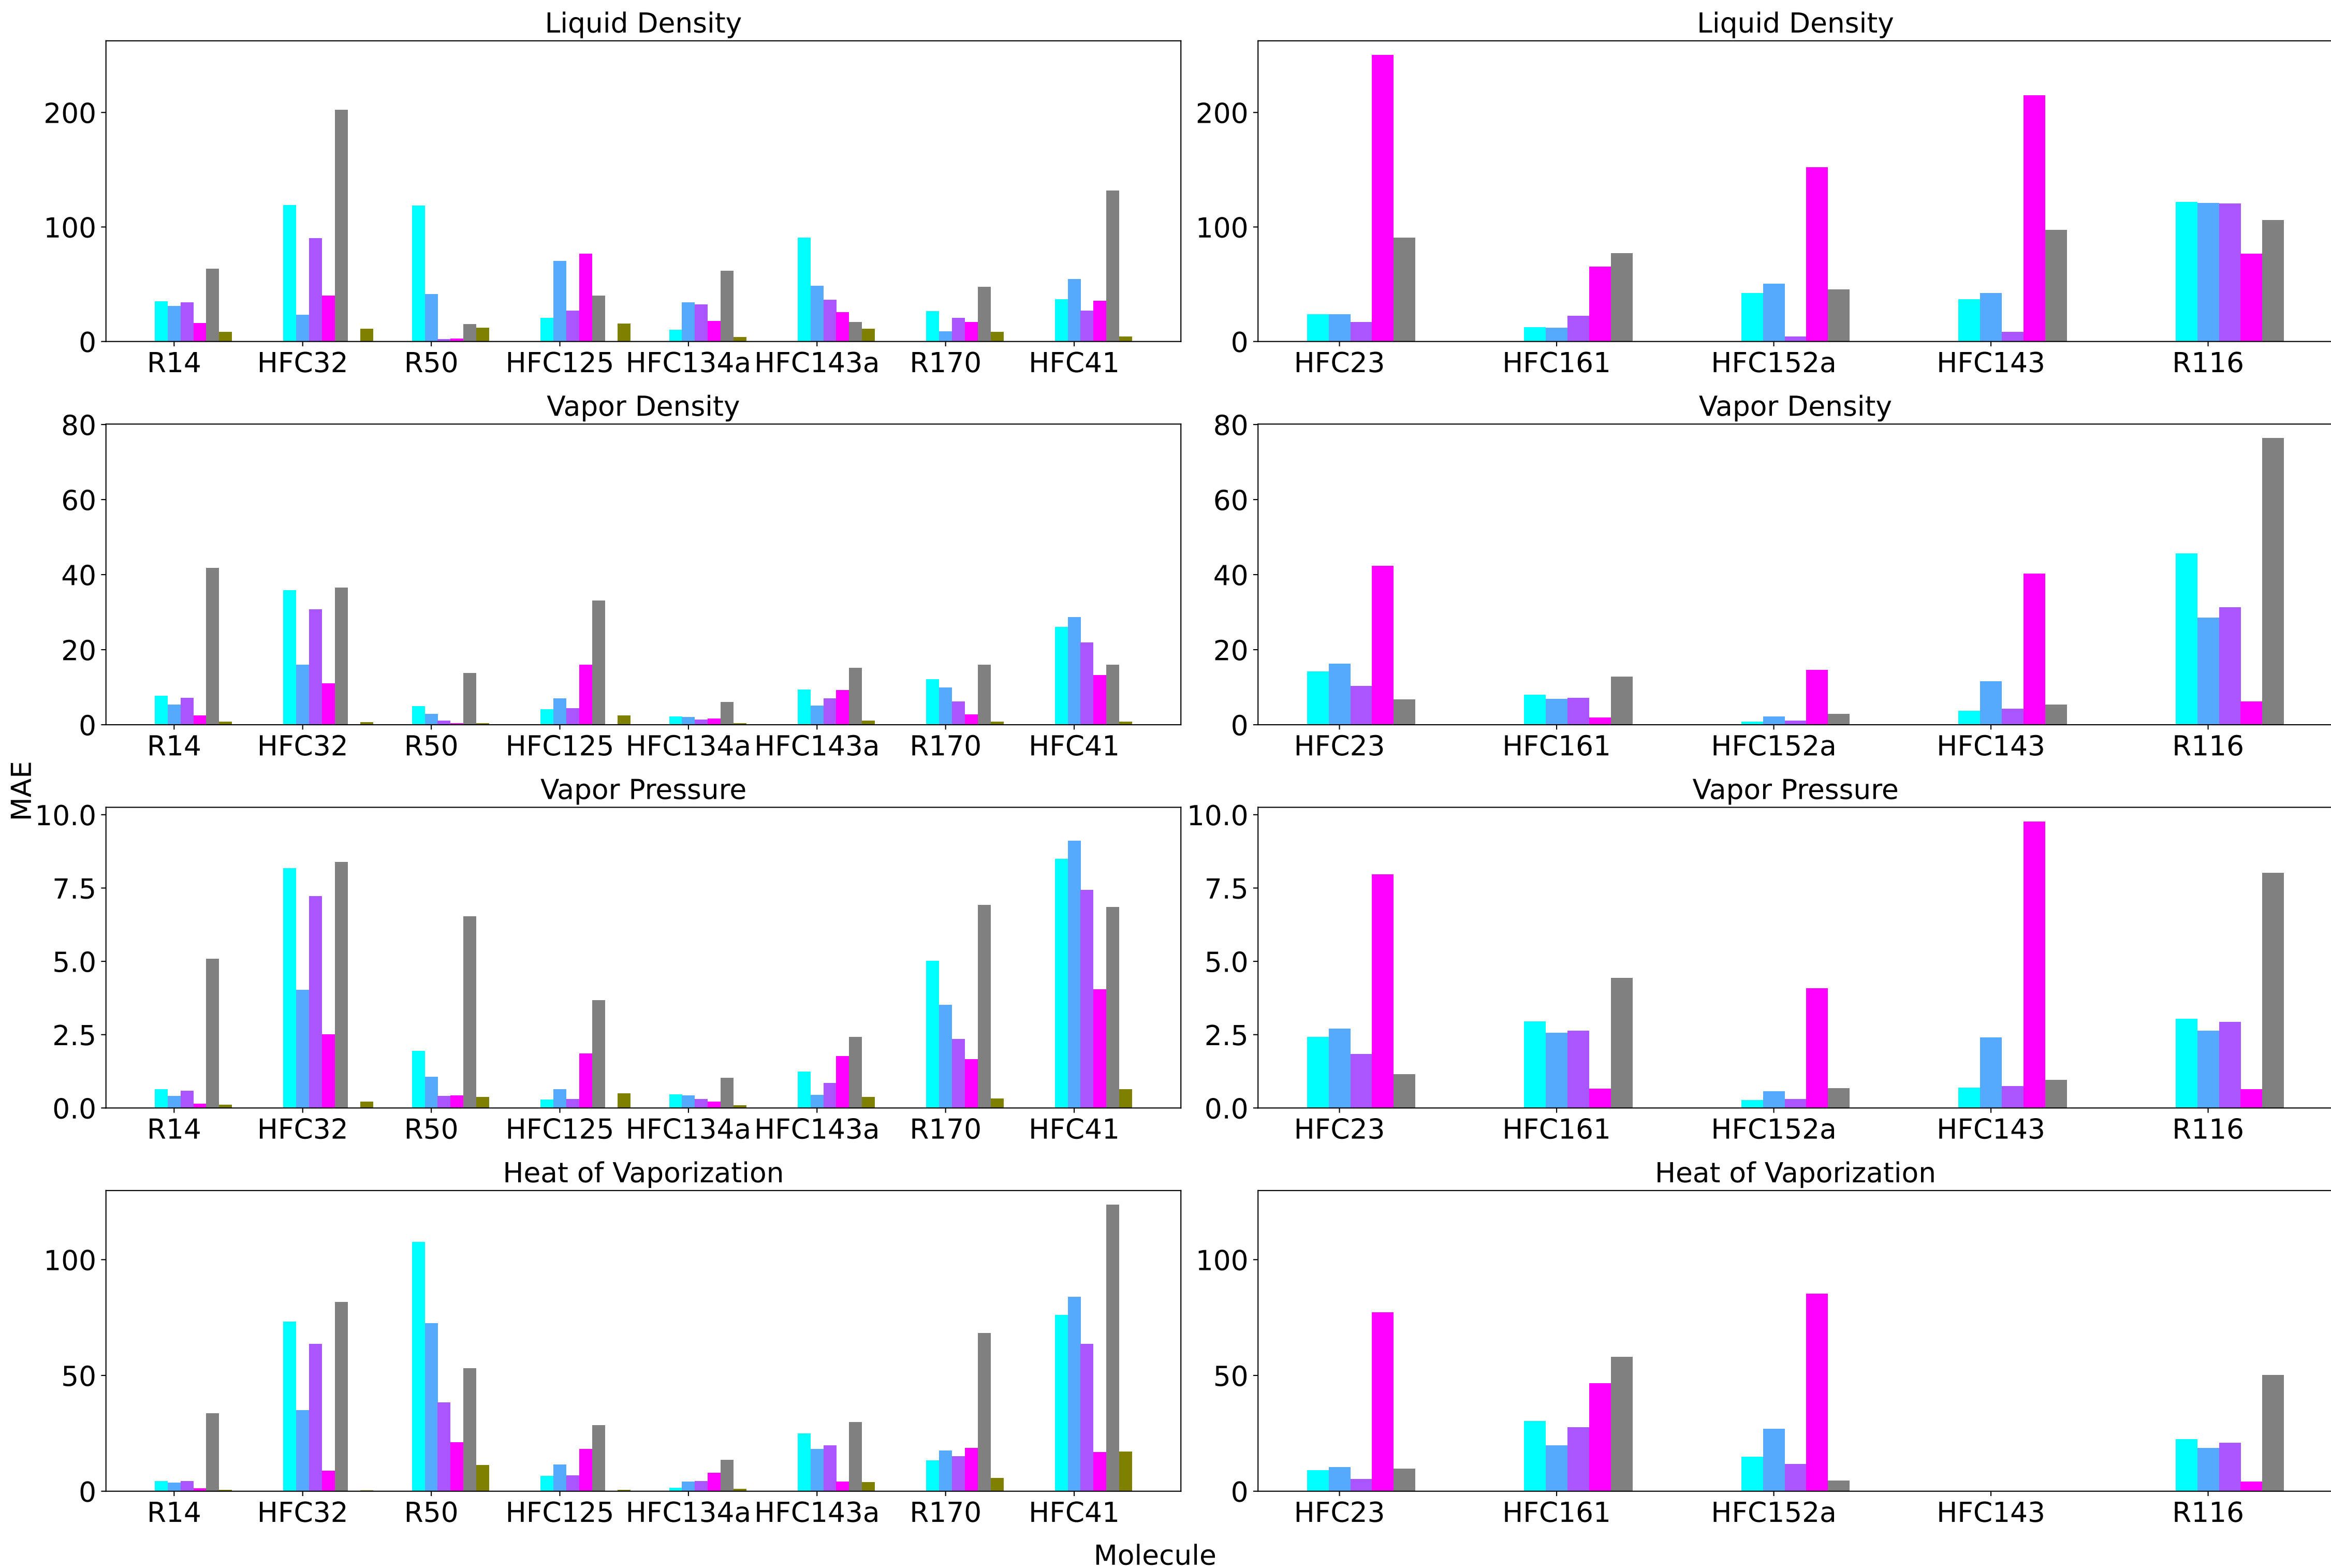 Liquid Density
200
100
0
R14 HFC32 R50 HFC125 HFC134a HFC143a R170 HFC41
Liquid Density
200
100
0
HFC23 HFC161 HFC152a HFC143 R116
Vapor Density
80
60
40
20
0
R14 HFC32 R50 HFC125 HFC134a HFC143a R170 HFC41
Vapor Density
80
60
40
20
0
HFC23 HFC161 HFC152a HFC143 R116
MAE
Vapor Pressure
10.0
7.5
5.0
2.5
0.0
R14 HFC32 R50 HFC125 HFC134a HFC143a R170 HFC41
Vapor Pressure
10.0
7.5
5.0
2.5
0.0
HFC23 HFC161 HFC152a HFC143 R116
Heat of Vaporization
100
50
0
R14 HFC32 R50 HFC125 HFC134a HFC143a R170 HFC41
Heat of Vaporization
100
50
0
HFC23 HFC161 HFC152a HFC143 R116
Molecule